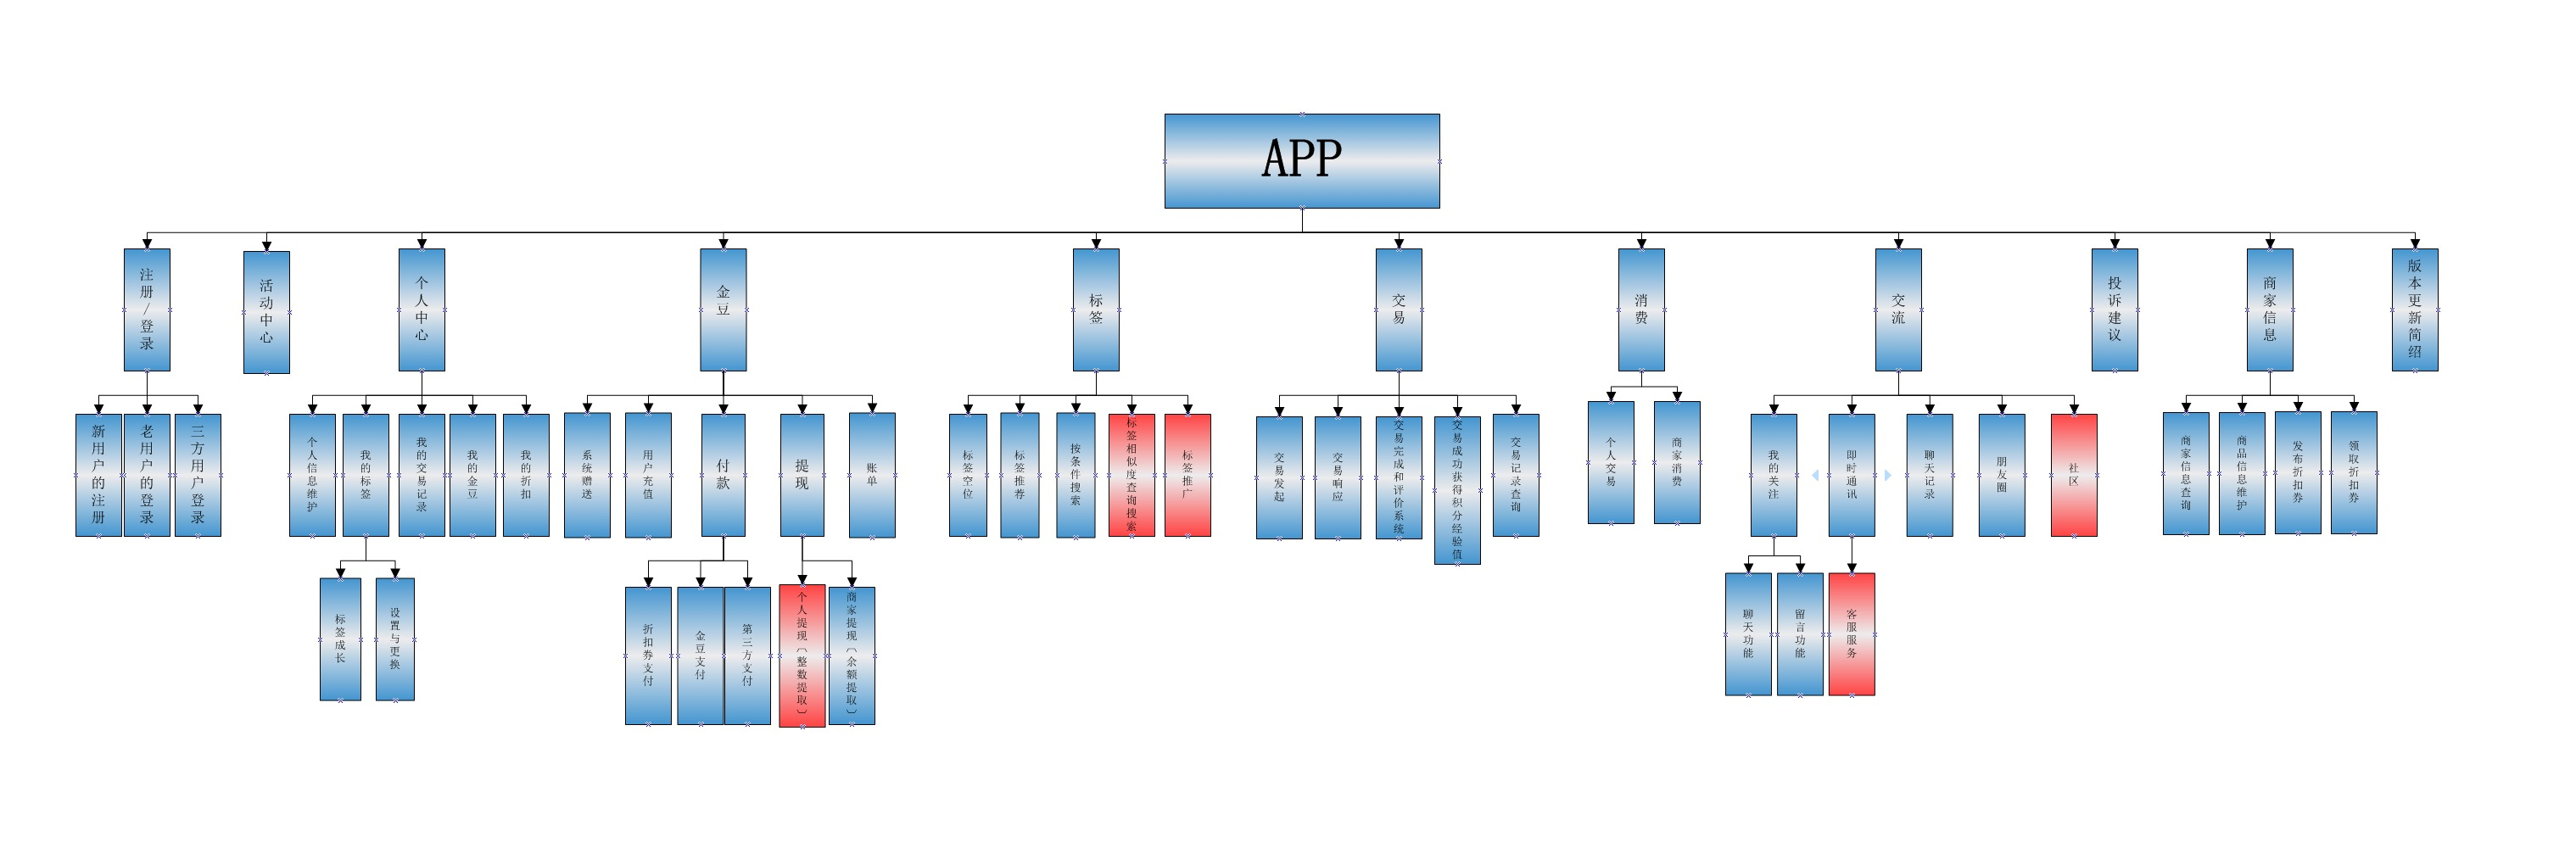 APP
注册/登录
活动中心
个人中心
金豆
标签
交易
消费
交流
投诉建议
商家信息
版本更新简绍
新用户的注册
老用户的登录
三方用户登录
个人信息维护
我的标签
我的交易记录
我的金豆
我的折扣
系统赠送
用户充值
付款
提现
账单
标签空位
标签推荐
按条件搜索
标签相似度查询搜索
标签推广
交易发起
交易响应
交易完成和评价系统
交易成功获得积分经验值
交易记录查询
个人交易
商家消费
我的关注
即时通讯
聊天记录
朋友圈
社区
商家信息查询
商品信息维护
发布折扣券
领取折扣券
标签成长
设置与更换
折扣券支付
金豆支付
第三方支付
个人提现〔整数提取〕
商家提现〔余额提取〕
聊天功能
留言功能
客服服务